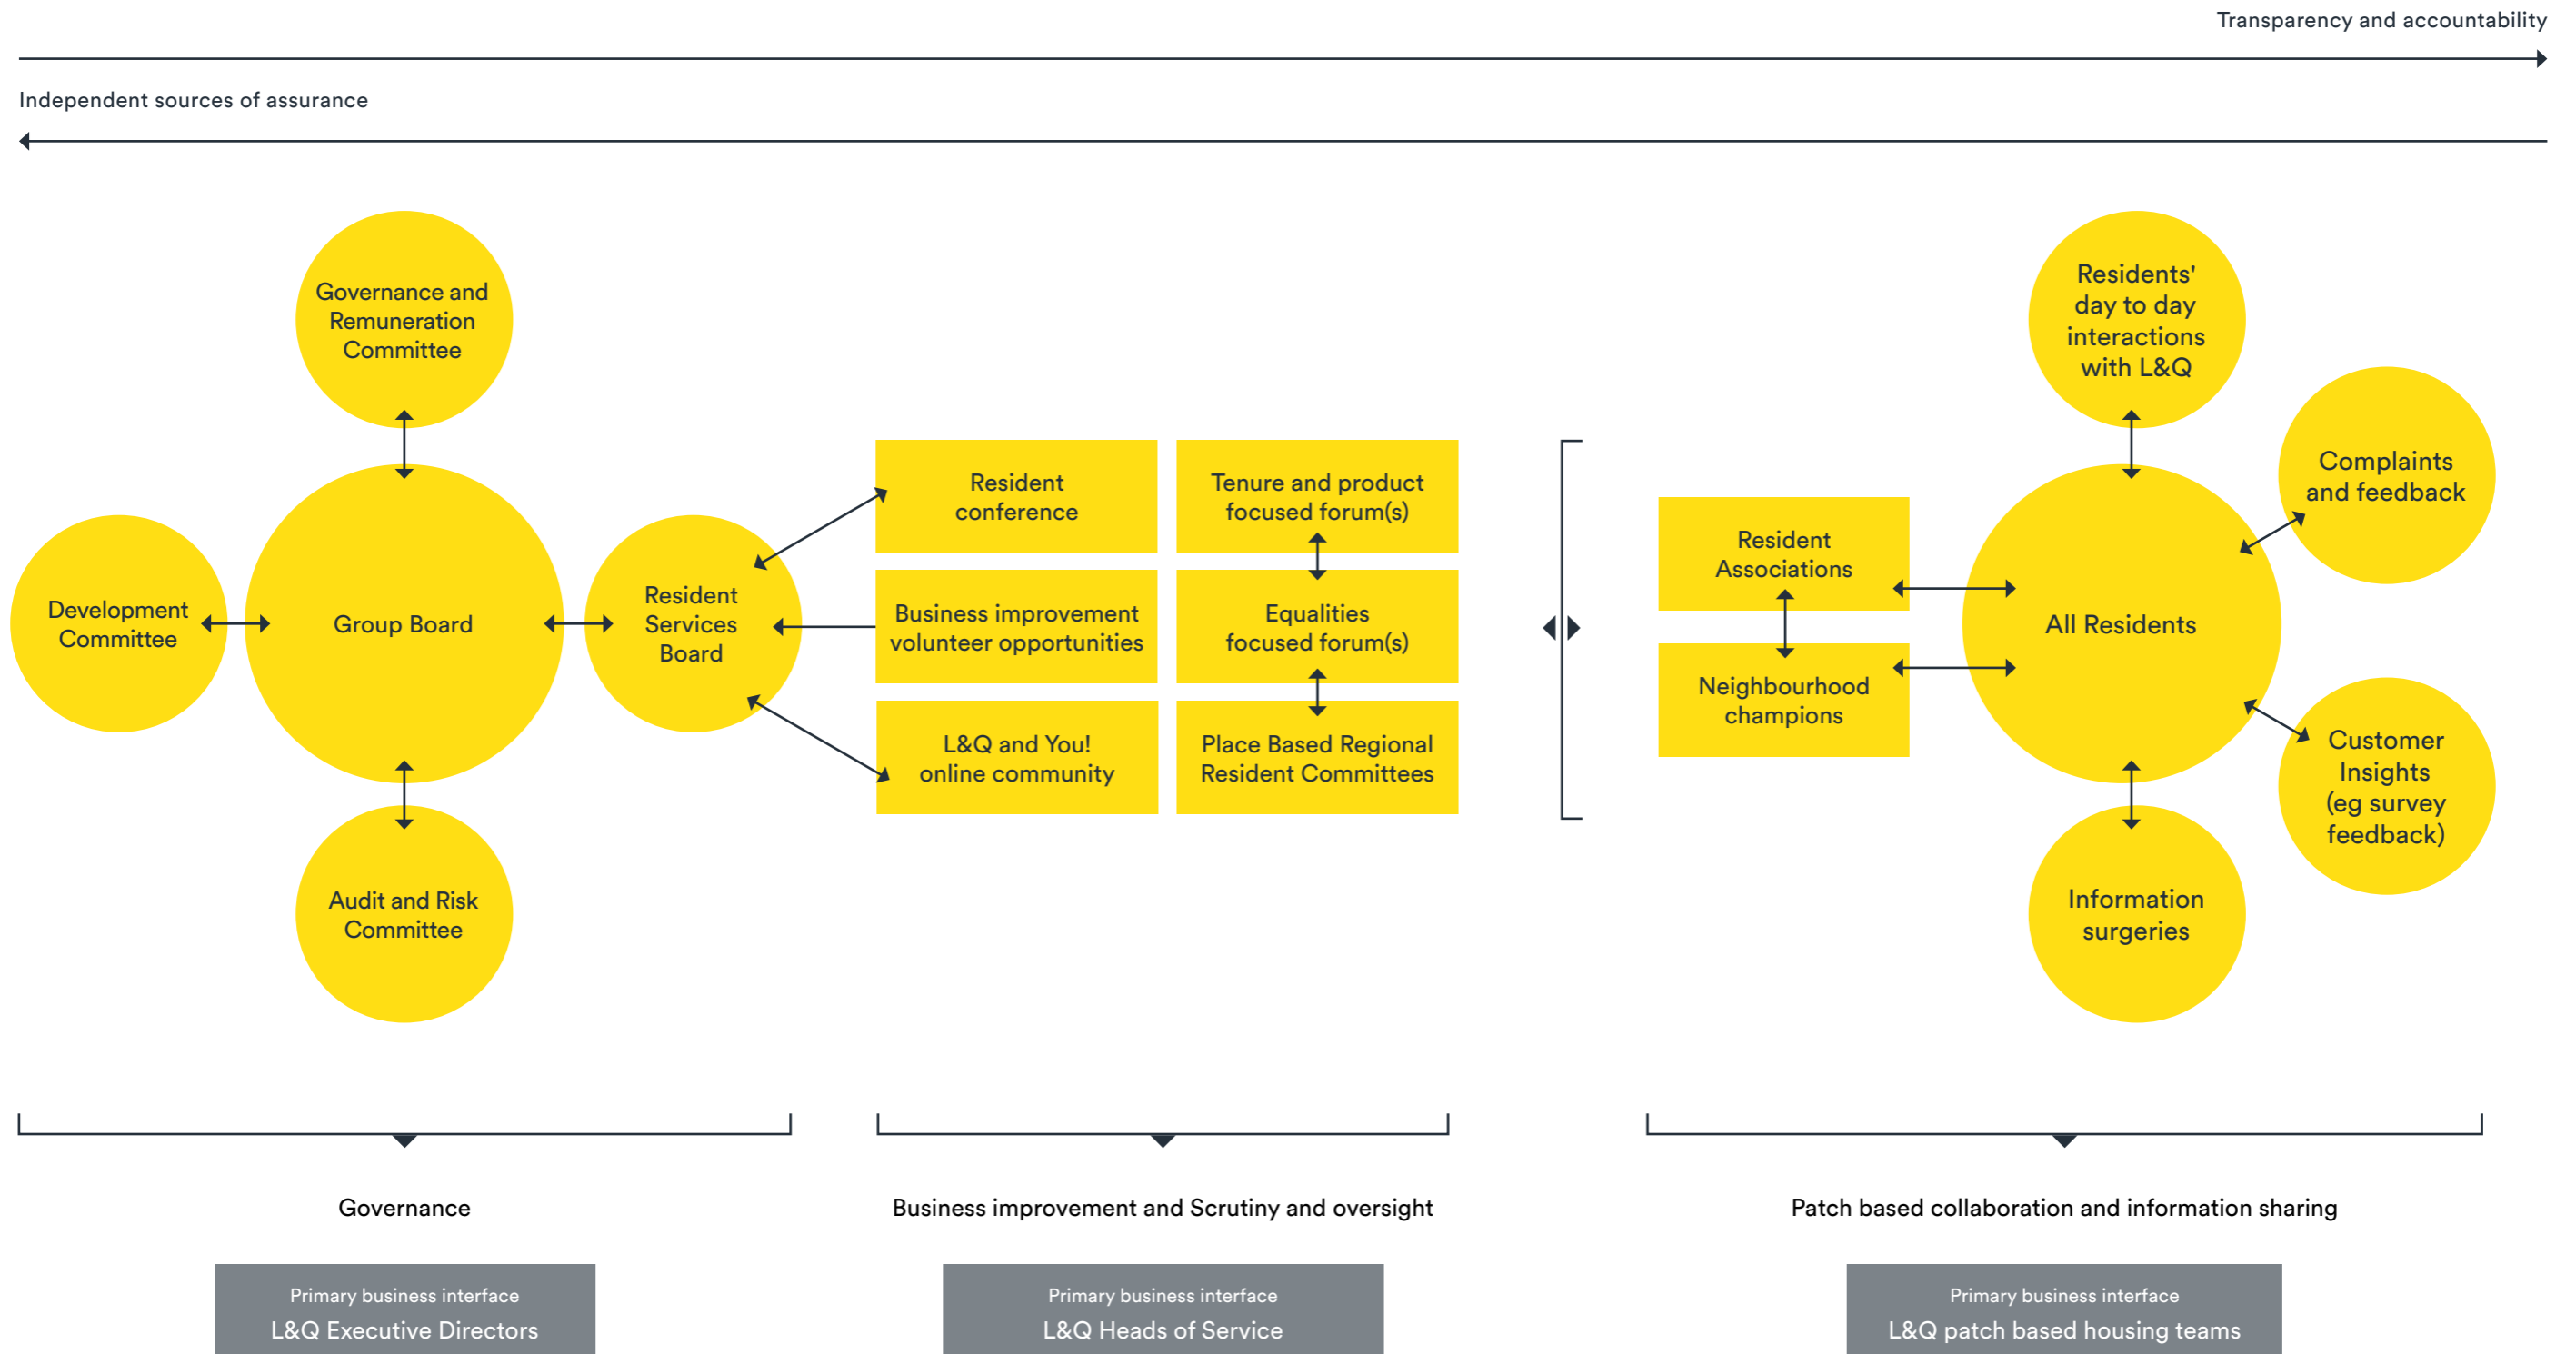 Transparency and accountability
Independent sources of assurance
Governance and
Remuneration
Committee
Development
Committee
Group Board
Resident
Services
Board
Audit and Risk
Committee
Resident
conference
Business improvement
volunteer opportunities
L&Q and You!
online community
Tenure and product
focused forum(s)
Equalities
focused forum(s)
Place Based Regional
Resident Committees
Resident
Associations
Neighbourhood
champions
Residents'
day to day
interactions
with L&Q
Complaints
and feedback
All Residents
Customer
Insights
(eg survey
feedback)
Information
surgeries
Governance
Primary business interface
L&Q Executive Directors
Business improvement and Scrutiny and oversight
Primary business interface
L&Q Heads of Service
Patch based collaboration and information sharing
Primary business interface
L&Q patch based housing teams